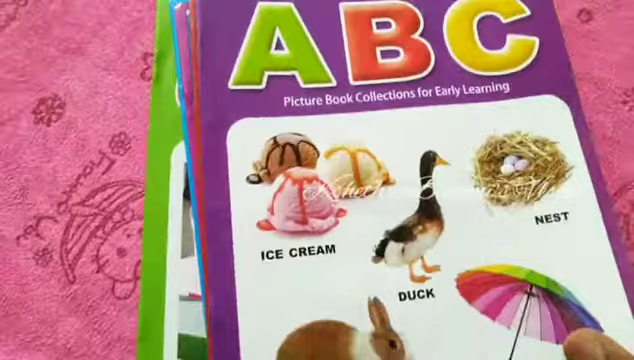 ABC
Picture Book Collections for Early Learning
ICE CREAM
DUCK
NEST